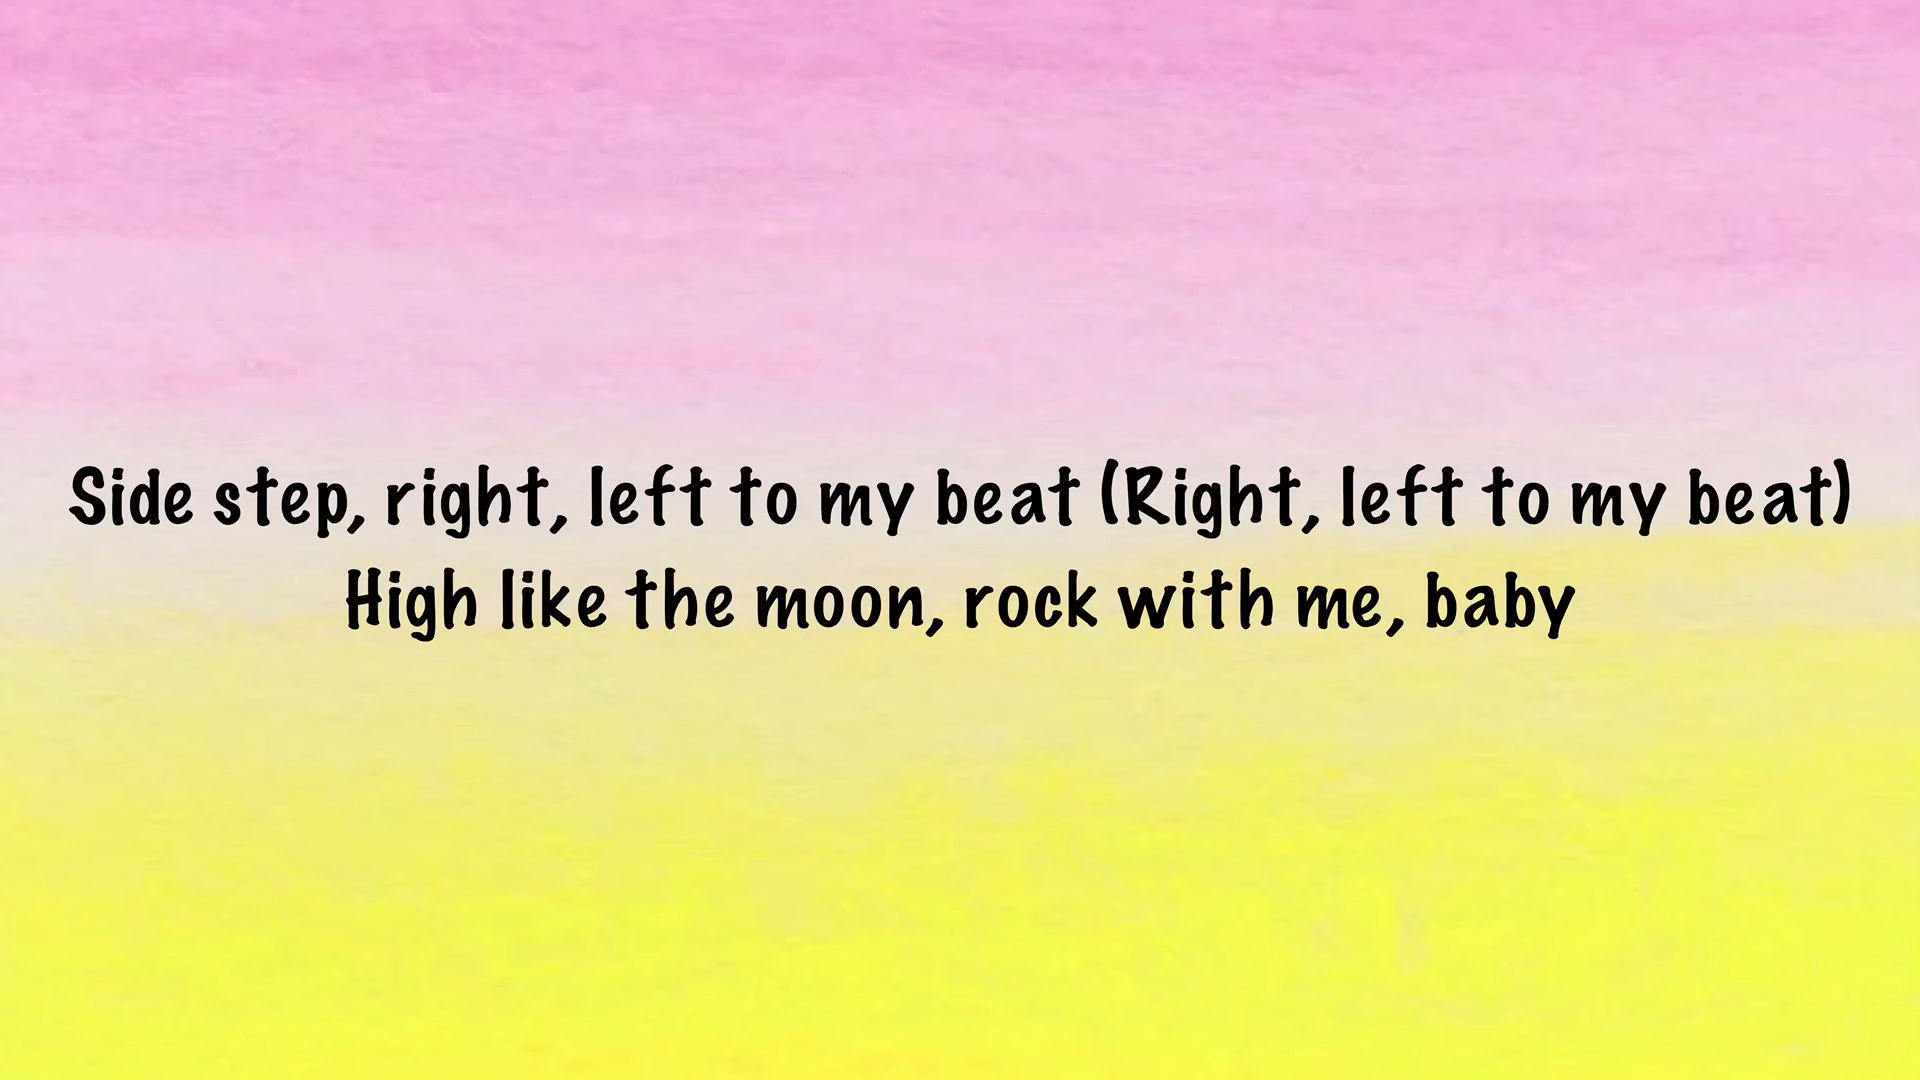 Side step, right, left to my beat (Right, left to my beat)
High like the moon, rock with me, baby